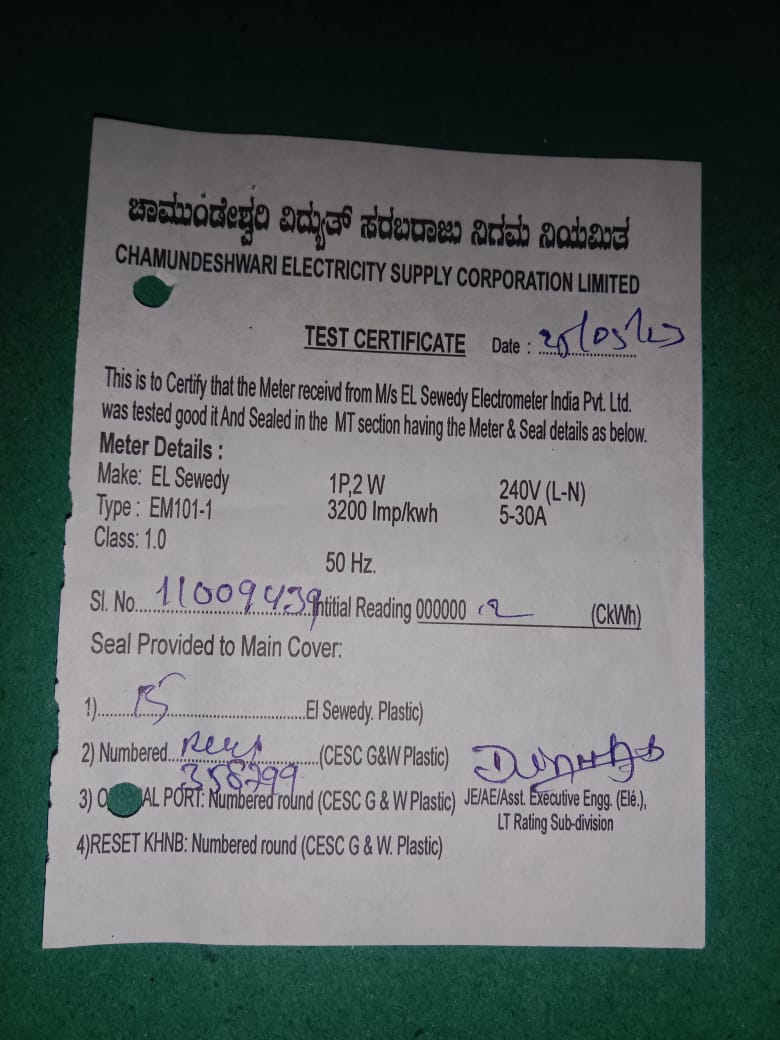 ಚಾಮುಂಡೇಶ್ವರಿ ವಿದ್ಯುತ್ ಸರಬರಾಜು ನಿಗಮ ನಿಯಮಿತ
CHAMUNDESHWARI ELECTRICITY SUPPLY CORPORATION LIMITED
TEST CERTIFICATE Date :
This is to Certify that the Meter receivd from M/s EL Sewedy Electrometer India Pvt. Ltd.
was tested good it And Sealed in the MT section having the Meter & Seal details as below.
Meter Details :
Make: EL Sewedy 1P,2 W 240V (L-N)
Type : EM101-1 3200 Imp/kwh 5-30A
Class: 1.0
50 Hz.
Sl. No....11009439 Intitial Reading 000000 (CkWh)
Seal Provided to Main Cover:
1)..........El Sewedy. Plastic)
2) Numbered..........(CESC G&W Plastic)
358799
3) AL PORT: Numbered round (CESC G & W Plastic) JE/AE/Asst. Executive Engg. (Elé.),
LT Rating Sub-division
4)RESET KHNB: Numbered round (CESC G & W. Plastic)